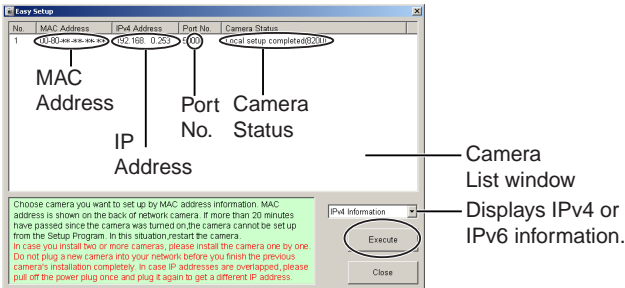 Easy Setup
No. MAC Address IPv4 Address Port No. Camera Status
1 00-80-**-**-**-** 192.168. 0.253 5000 Local setup completed(820U)
MAC
Address
IP
Address
Port
No.
Camera
Status
Camera
List window
Choose camera you want to set up by MAC address information. MAC
address is shown on the back of network camera. If more than 20 minutes
have passed since the camera was turned on,the camera cannot be set up
from the Setup Program. In this situation,restart the camera.
In case you install two or more cameras, please install the camera one by one.
Do not plug a new camera into your network before you finish the previous
camera's installation completely. In case IP addresses are overlapped, please
pull off the power plug once and plug it again to get a different IP address.
IPv4 Information
Displays IPv4 or
IPv6 information.
Execute
Close